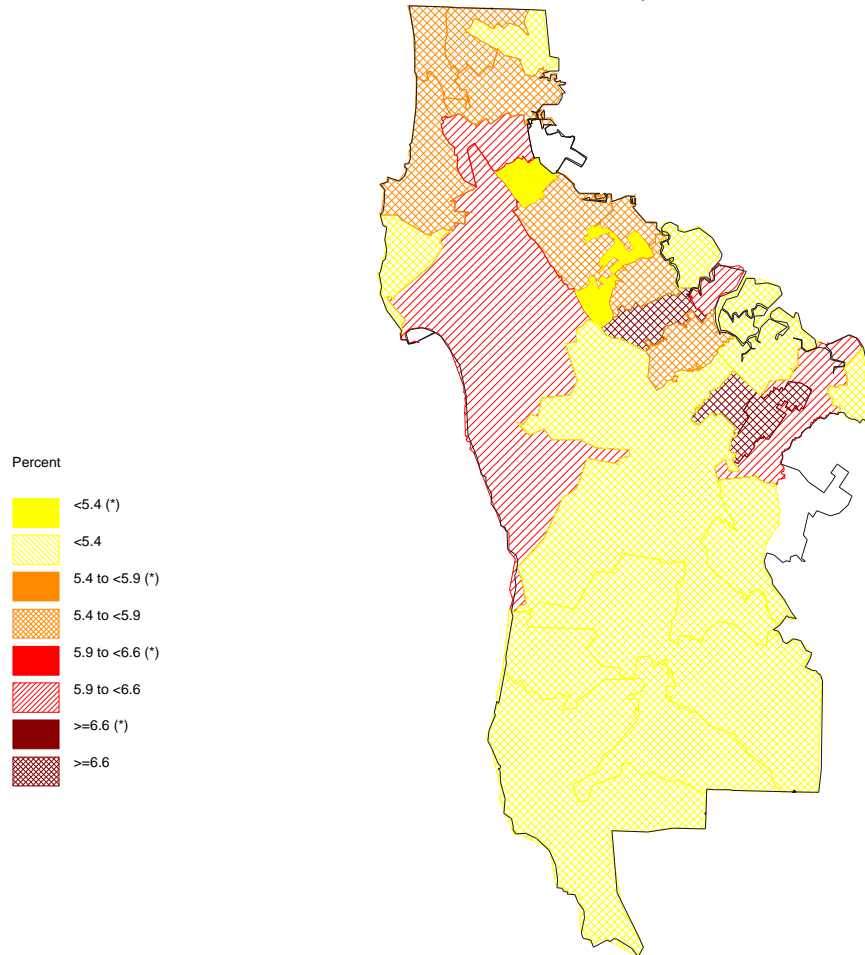 Percent
<5.4 (*)
<5.4
5.4 to <5.9 (*)
5.4 to <5.9
5.9 to <6.6 (*)
5.9 to <6.6
>=6.6 (*)
>=6.6